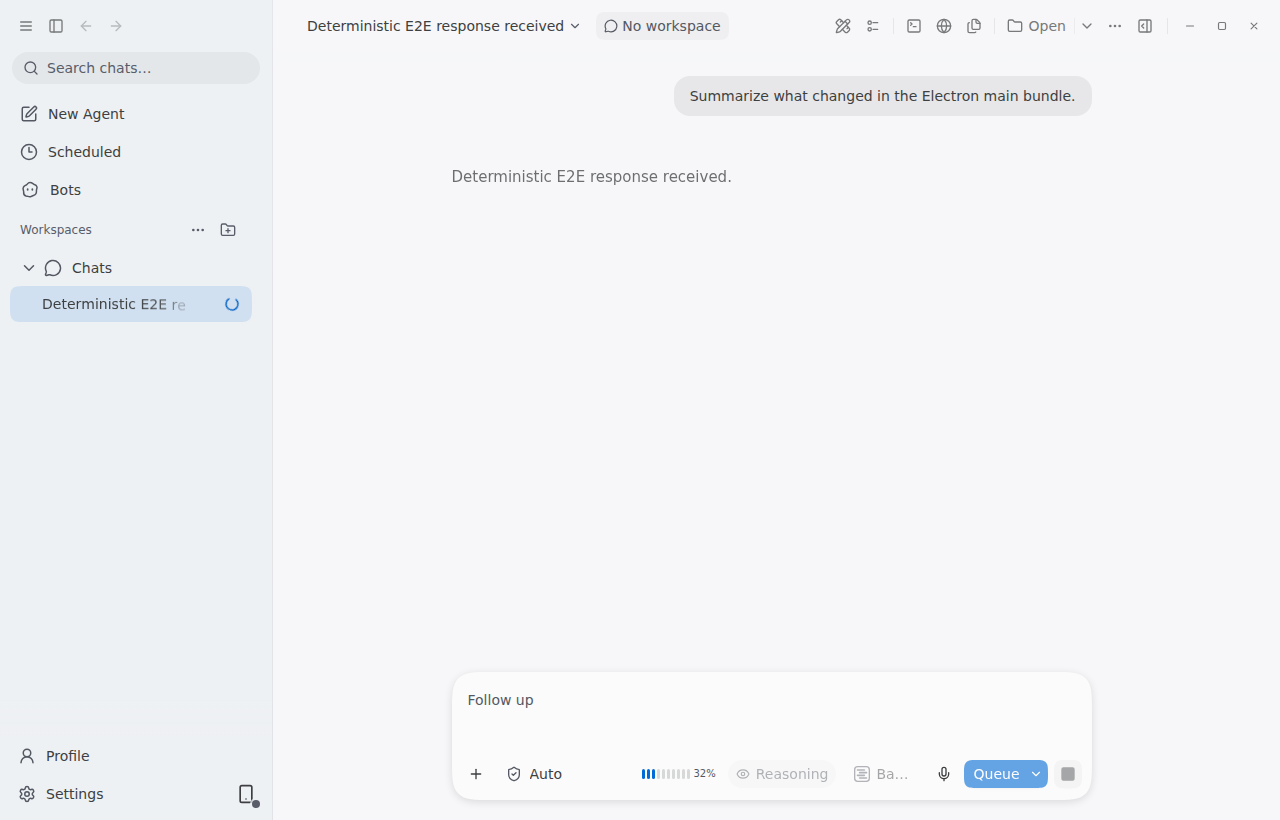 Deterministic E2E response received
No workspace
Open
Search chats…
New Agent
Scheduled
Bots
Workspaces
Chats
Deterministic E2E re
Summarize what changed in the Electron main bundle.
Deterministic E2E response received.
Follow up
Auto
32%
Reasoning
Ba…
Queue
Profile
Settings